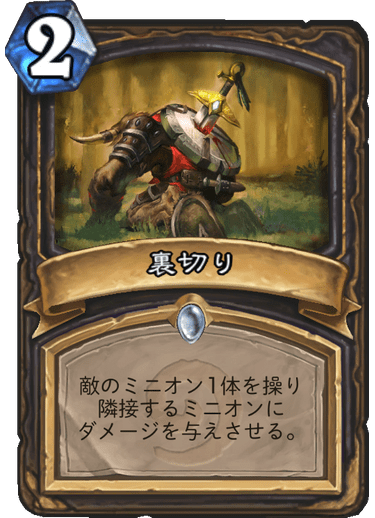 2
裏切り
敵のミニオン1体を操り
隣接するミニオンに
ダメージを与えさせる。